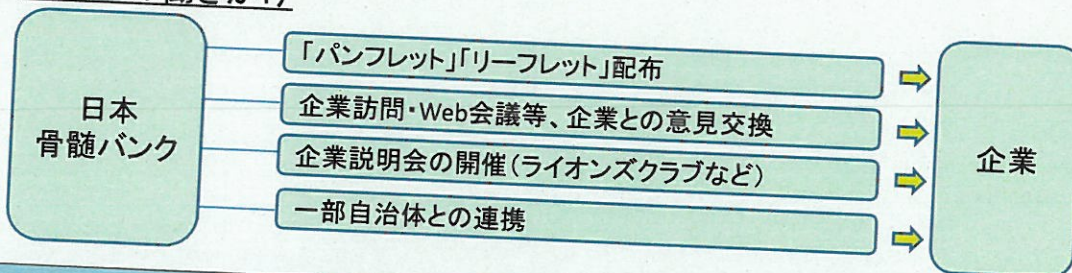 日本
骨髄バンク
「パンフレット」「リーフレット」配布
企業訪問・Web会議等、企業との意見交換
企業説明会の開催(ライオンズクラブなど)
一部自治体との連携
企業